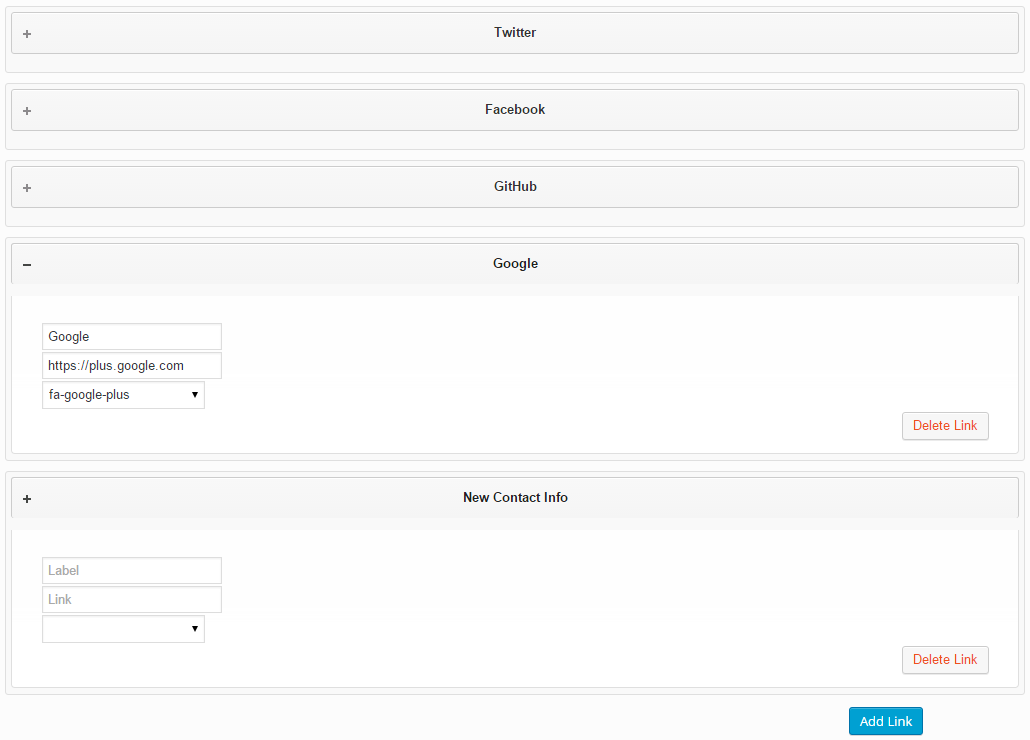 Twitter
Facebook
GitHub
Google
Google
https://plus.google.com
fa-google-plus
Delete Link
New Contact Info
Label
Link
Delete Link
Add Link